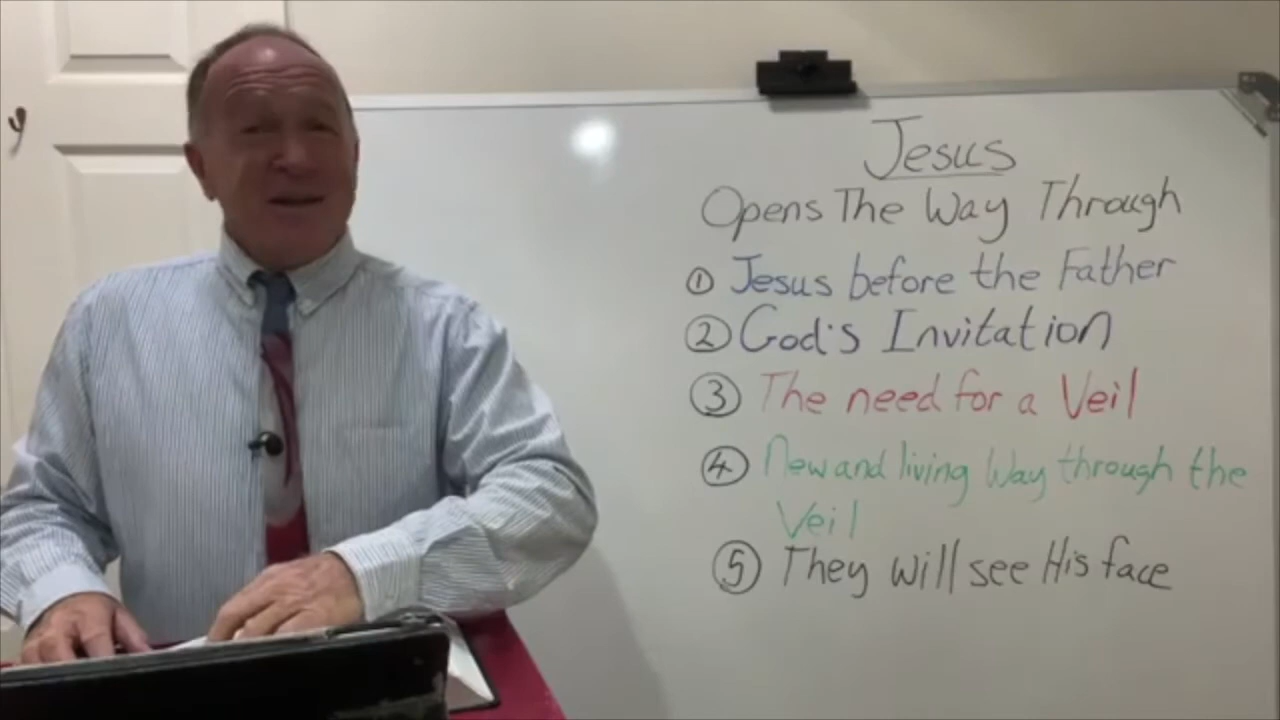 Jesus
Opens The Way Through
① Jesus before the Father
② God's Invitation
③ The need for a Veil
④ New and living Way through the
Veil
⑤ They will see His face